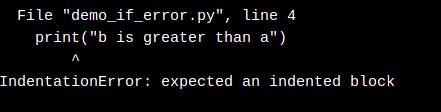 File "demo_if_error.py", line 4
print("b is greater than a")
^
IndentationError: expected an indented block